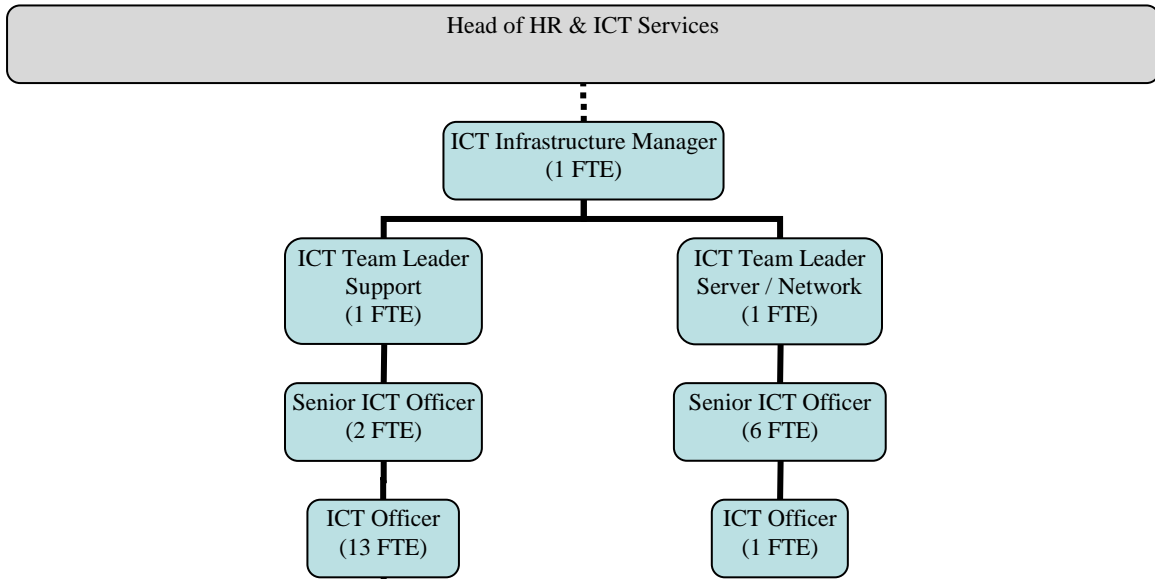 Head of HR & ICT Services
ICT Infrastructure Manager
(1 FTE)
ICT Team Leader
Support
(1 FTE)
ICT Team Leader
Server / Network
(1 FTE)
Senior ICT Officer
(2 FTE)
Senior ICT Officer
(6 FTE)
ICT Officer
(13 FTE)
ICT Officer
(1 FTE)